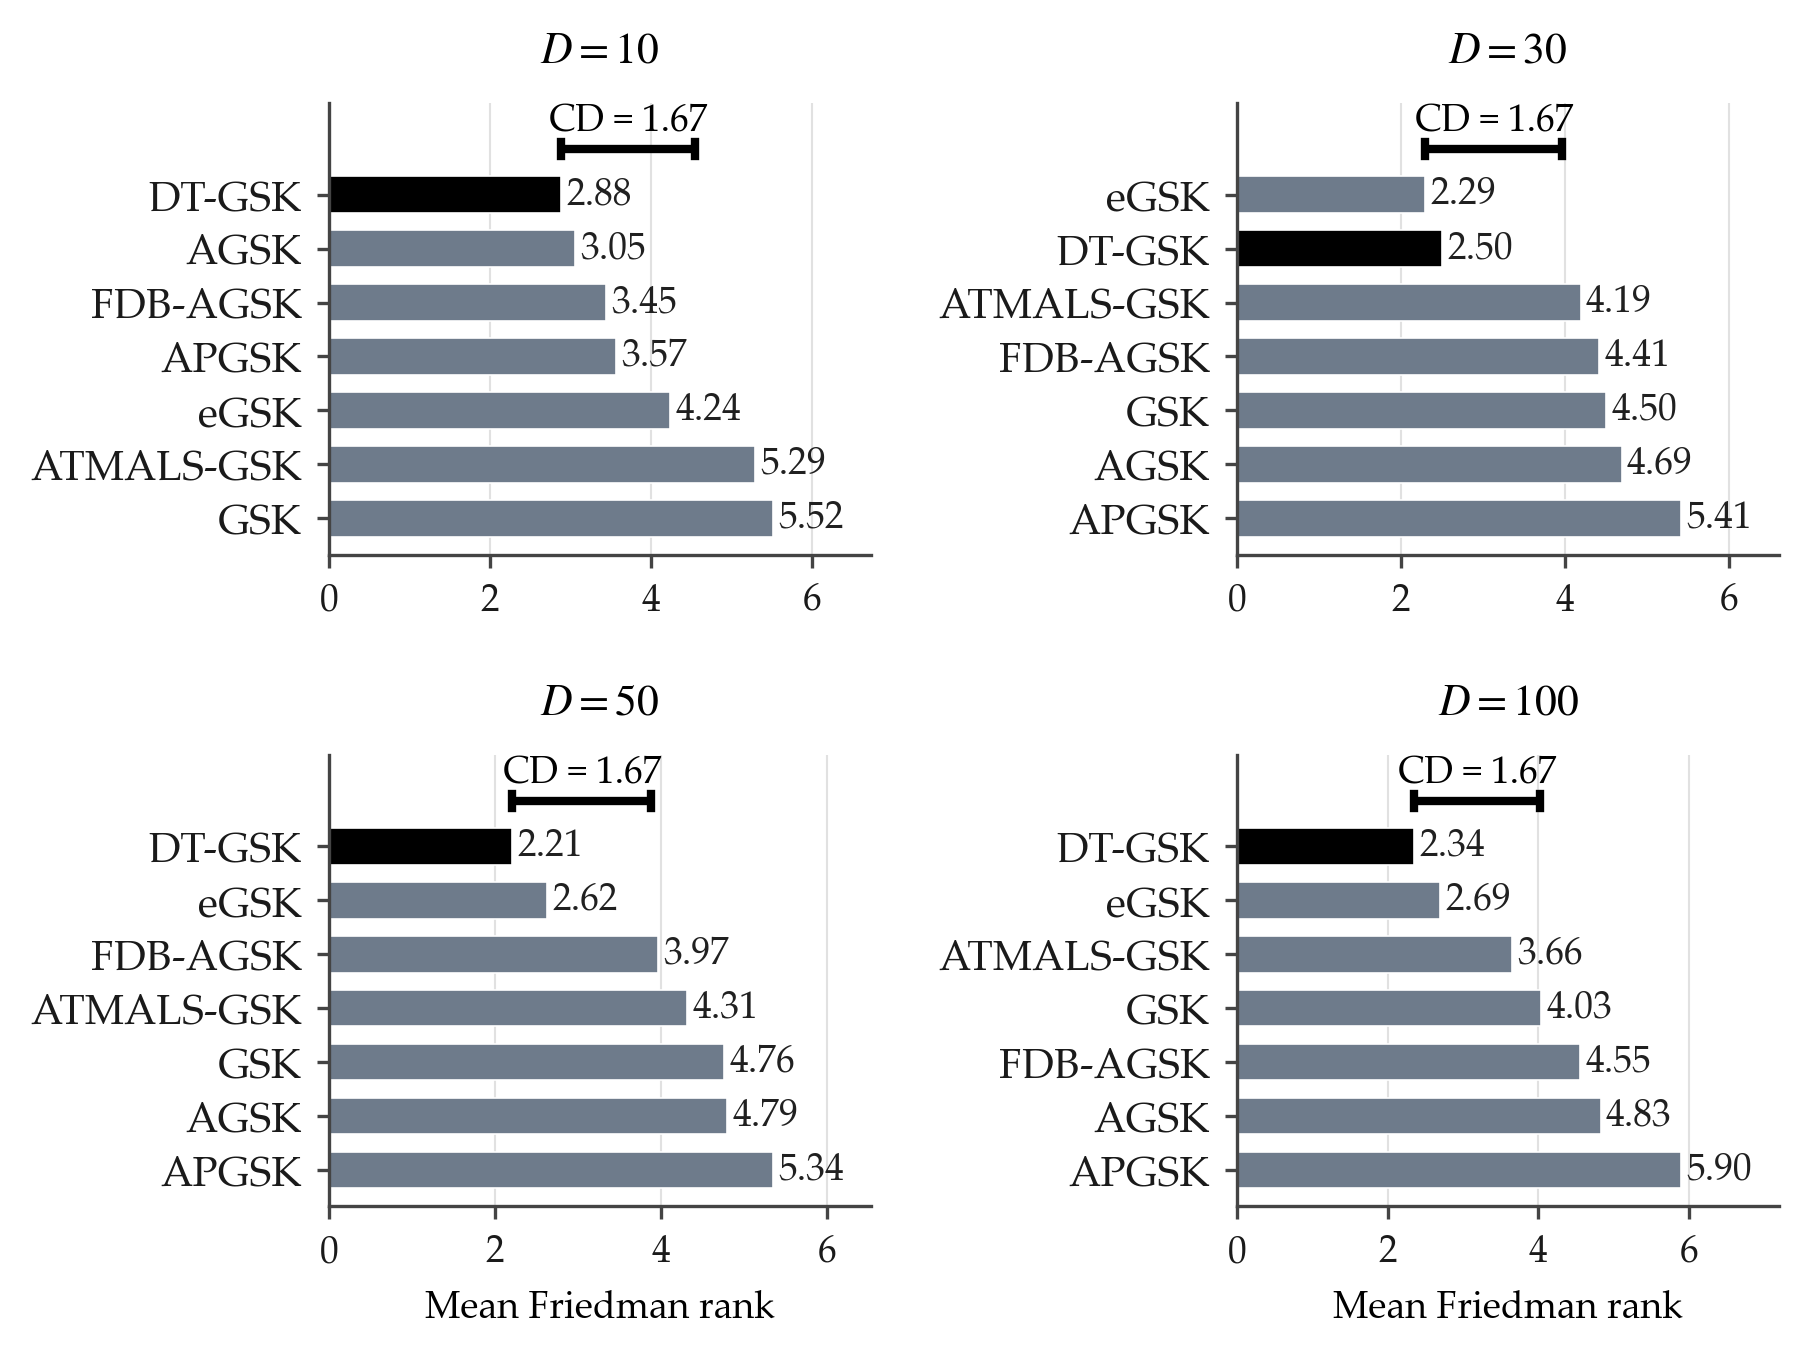 D = 10
CD = 1.67
DT-GSK 2.88
AGSK 3.05
FDB-AGSK 3.45
APGSK 3.57
eGSK 4.24
ATMALS-GSK 5.29
GSK 5.52
0 2 4 6
D = 30
CD = 1.67
eGSK 2.29
DT-GSK 2.50
ATMALS-GSK 4.19
FDB-AGSK 4.41
GSK 4.50
AGSK 4.69
APGSK 5.41
0 2 4 6
D = 50
CD = 1.67
DT-GSK 2.21
eGSK 2.62
FDB-AGSK 3.97
ATMALS-GSK 4.31
GSK 4.76
AGSK 4.79
APGSK 5.34
0 2 4 6
Mean Friedman rank
D = 100
CD = 1.67
DT-GSK 2.34
eGSK 2.69
ATMALS-GSK 3.66
GSK 4.03
FDB-AGSK 4.55
AGSK 4.83
APGSK 5.90
0 2 4 6
Mean Friedman rank